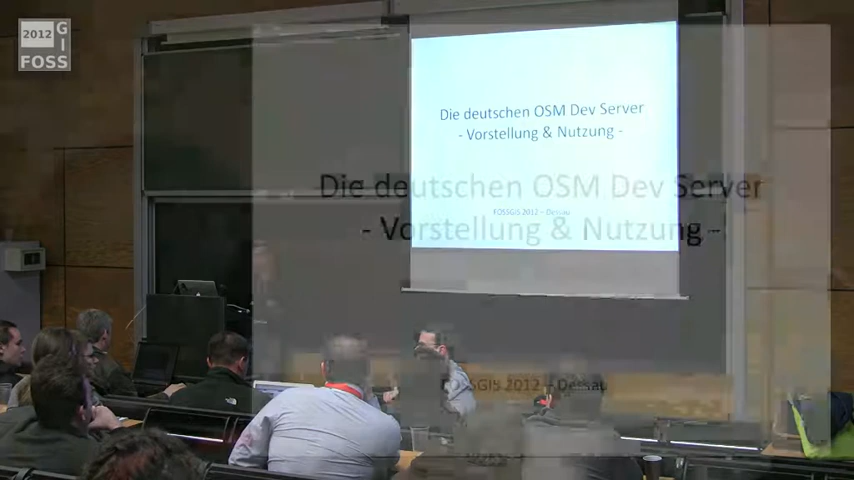 2012
GIS
FOSS
Die deutschen OSM Dev Server
- Vorstellung & Nutzung -
FOSSGIS 2012 – Dessau
Die deutschen OSM Dev Server
- Vorstellung & Nutzung -
FOSSGIS 2012 – Dessau